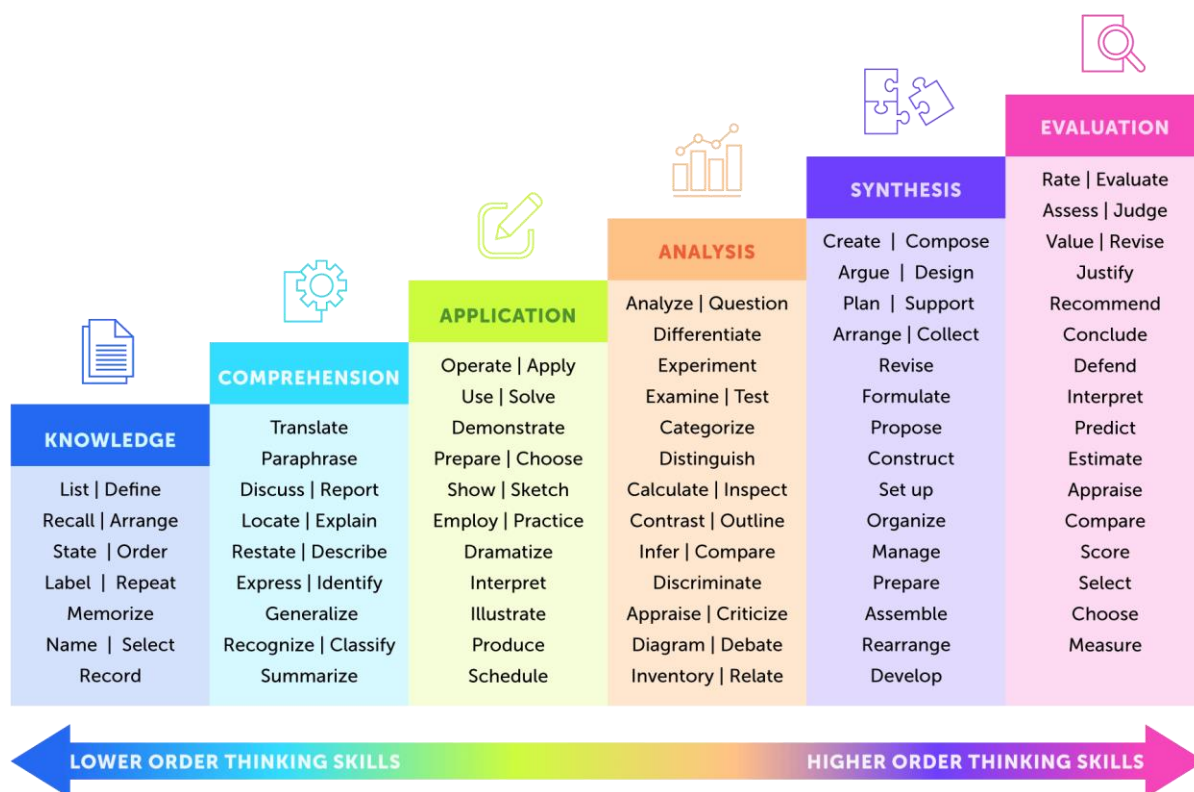 KNOWLEDGE
List | Define
Recall | Arrange
State | Order
Label | Repeat
Memorize
Name | Select
Record
COMPREHENSION
Translate
Paraphrase
Discuss | Report
Locate | Explain
Restate | Describe
Express | Identify
Generalize
Recognize | Classify
Summarize
APPLICATION
Operate | Apply
Use | Solve
Demonstrate
Prepare | Choose
Show | Sketch
Employ | Practice
Dramatize
Interpret
Illustrate
Produce
Schedule
ANALYSIS
Analyze | Question
Differentiate
Experiment
Examine | Test
Categorize
Distinguish
Calculate | Inspect
Contrast | Outline
Infer | Compare
Discriminate
Appraise | Criticize
Diagram | Debate
Inventory | Relate
SYNTHESIS
Create | Compose
Argue | Design
Plan | Support
Arrange | Collect
Revise
Formulate
Propose
Construct
Set up
Organize
Manage
Prepare
Assemble
Rearrange
Develop
EVALUATION
Rate | Evaluate
Assess | Judge
Value | Revise
Justify
Recommend
Conclude
Defend
Interpret
Predict
Estimate
Appraise
Compare
Score
Select
Choose
Measure
LOWER ORDER THINKING SKILLS
HIGHER ORDER THINKING SKILLS